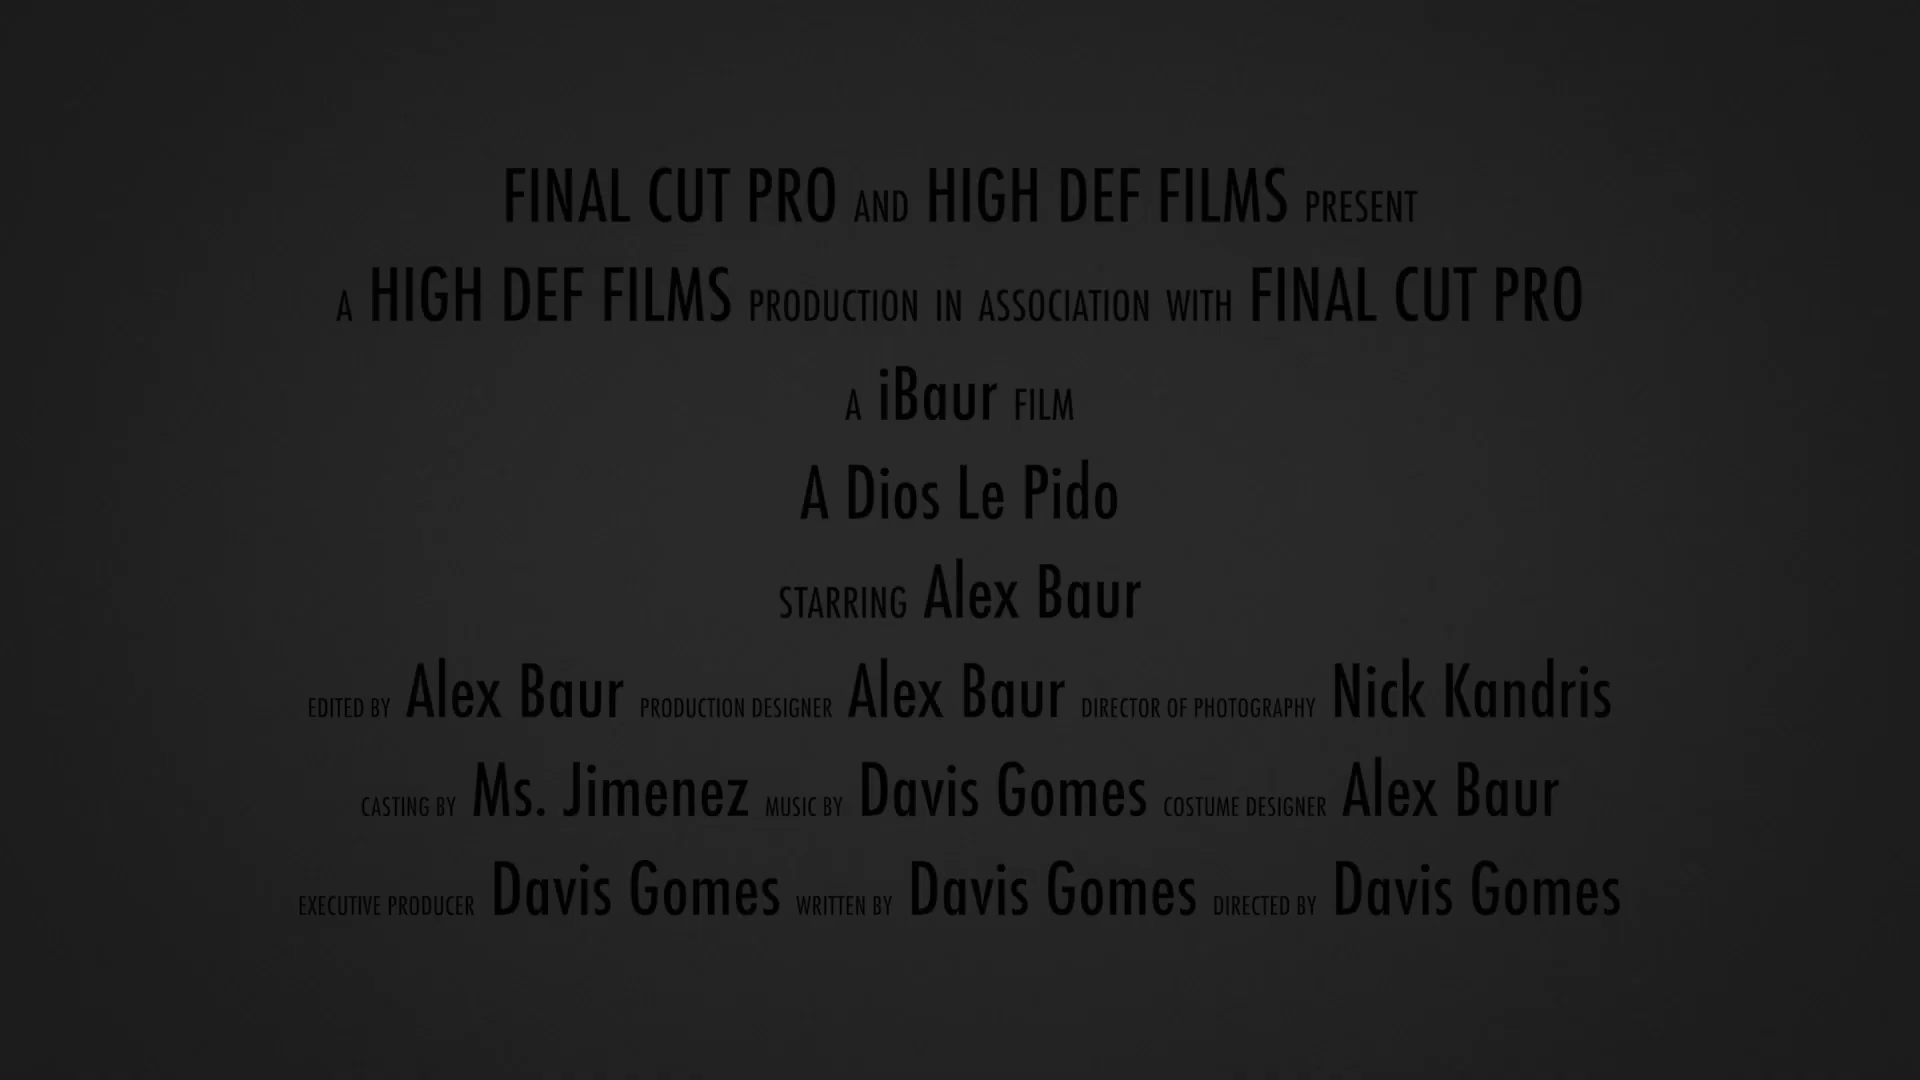 FINAL CUT PRO AND HIGH DEF FILMS PRESENT
A HIGH DEF FILMS PRODUCTION IN ASSOCIATION WITH FINAL CUT PRO
A iBaur FILM
A Dios Le Pido
STARRING Alex Baur
EDITED BY Alex Baur PRODUCTION DESIGNER Alex Baur DIRECTOR OF PHOTOGRAPHY Nick Kandris
CASTING BY Ms. Jimenez MUSIC BY Davis Gomes COSTUME DESIGNER Alex Baur
EXECUTIVE PRODUCER Davis Gomes WRITTEN BY Davis Gomes DIRECTED BY Davis Gomes